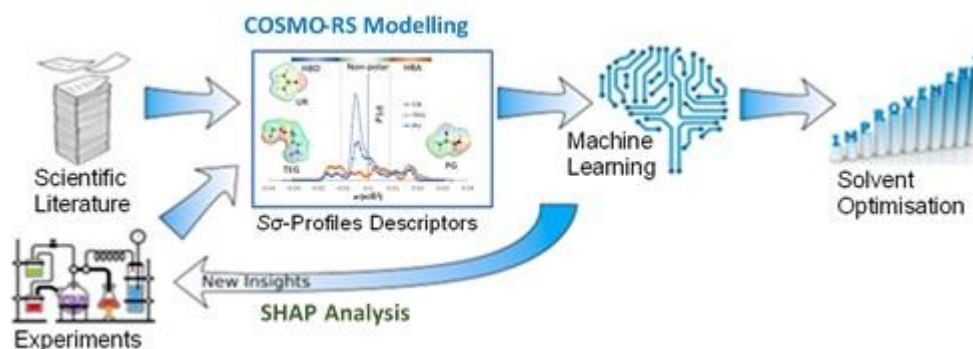 COSMO-RS Modelling
HBD Non-polar HBA
UR
TEG
PG
Scientific
Literature
Sσ-Profiles Descriptors
Machine
Learning
IMPROVEMENT
Solvent
Optimisation
New Insights
SHAP Analysis
Experiments